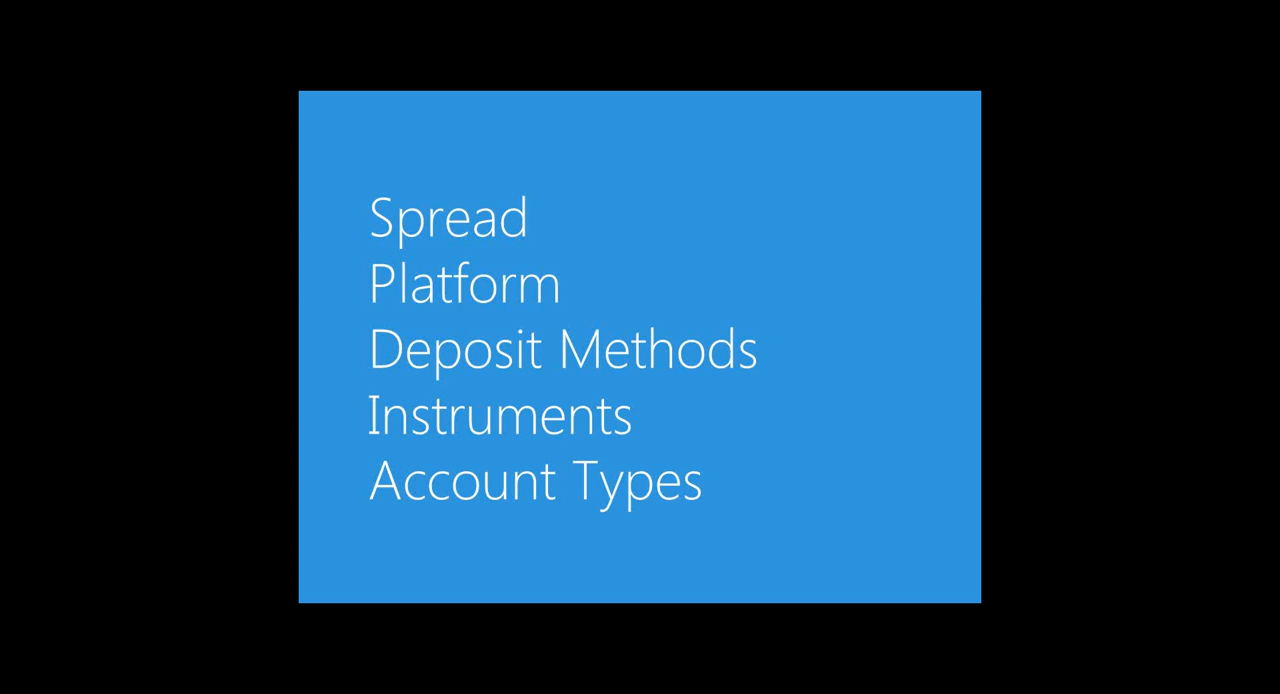 Spread
Platform
Deposit Methods
Instruments
Account Types